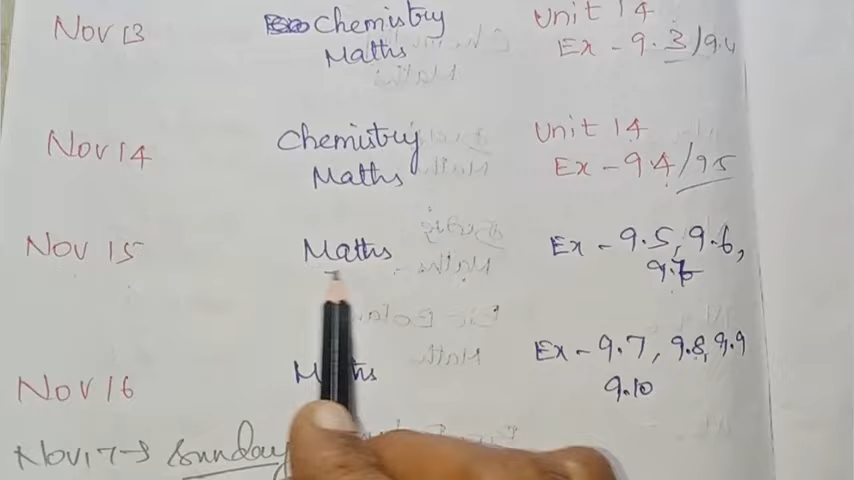 Nov 13 Chemistry Unit 14
Maths Ex - 9.3/9.4
Nov 14 Chemistry Unit 14
Maths Ex - 9.4/9.5
Nov 15 Maths Ex - 9.5, 9.6,
Nov 16 Maths Ex - 9.7, 9.8, 9.9
9.10
Nov 17 → Sunday